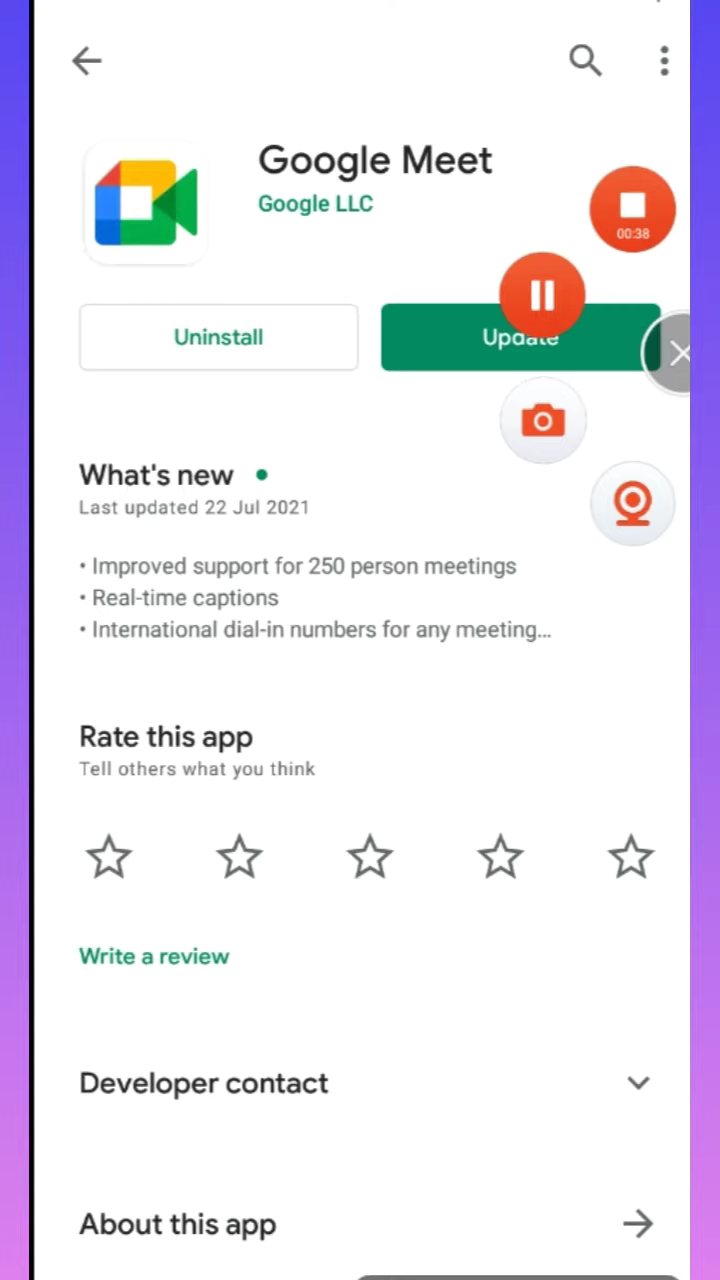 Google Meet
Google LLC
00:38
Uninstall
Update
What's new
Last updated 22 Jul 2021
• Improved support for 250 person meetings
• Real-time captions
• International dial-in numbers for any meeting...
Rate this app
Tell others what you think
Write a review
Developer contact
About this app